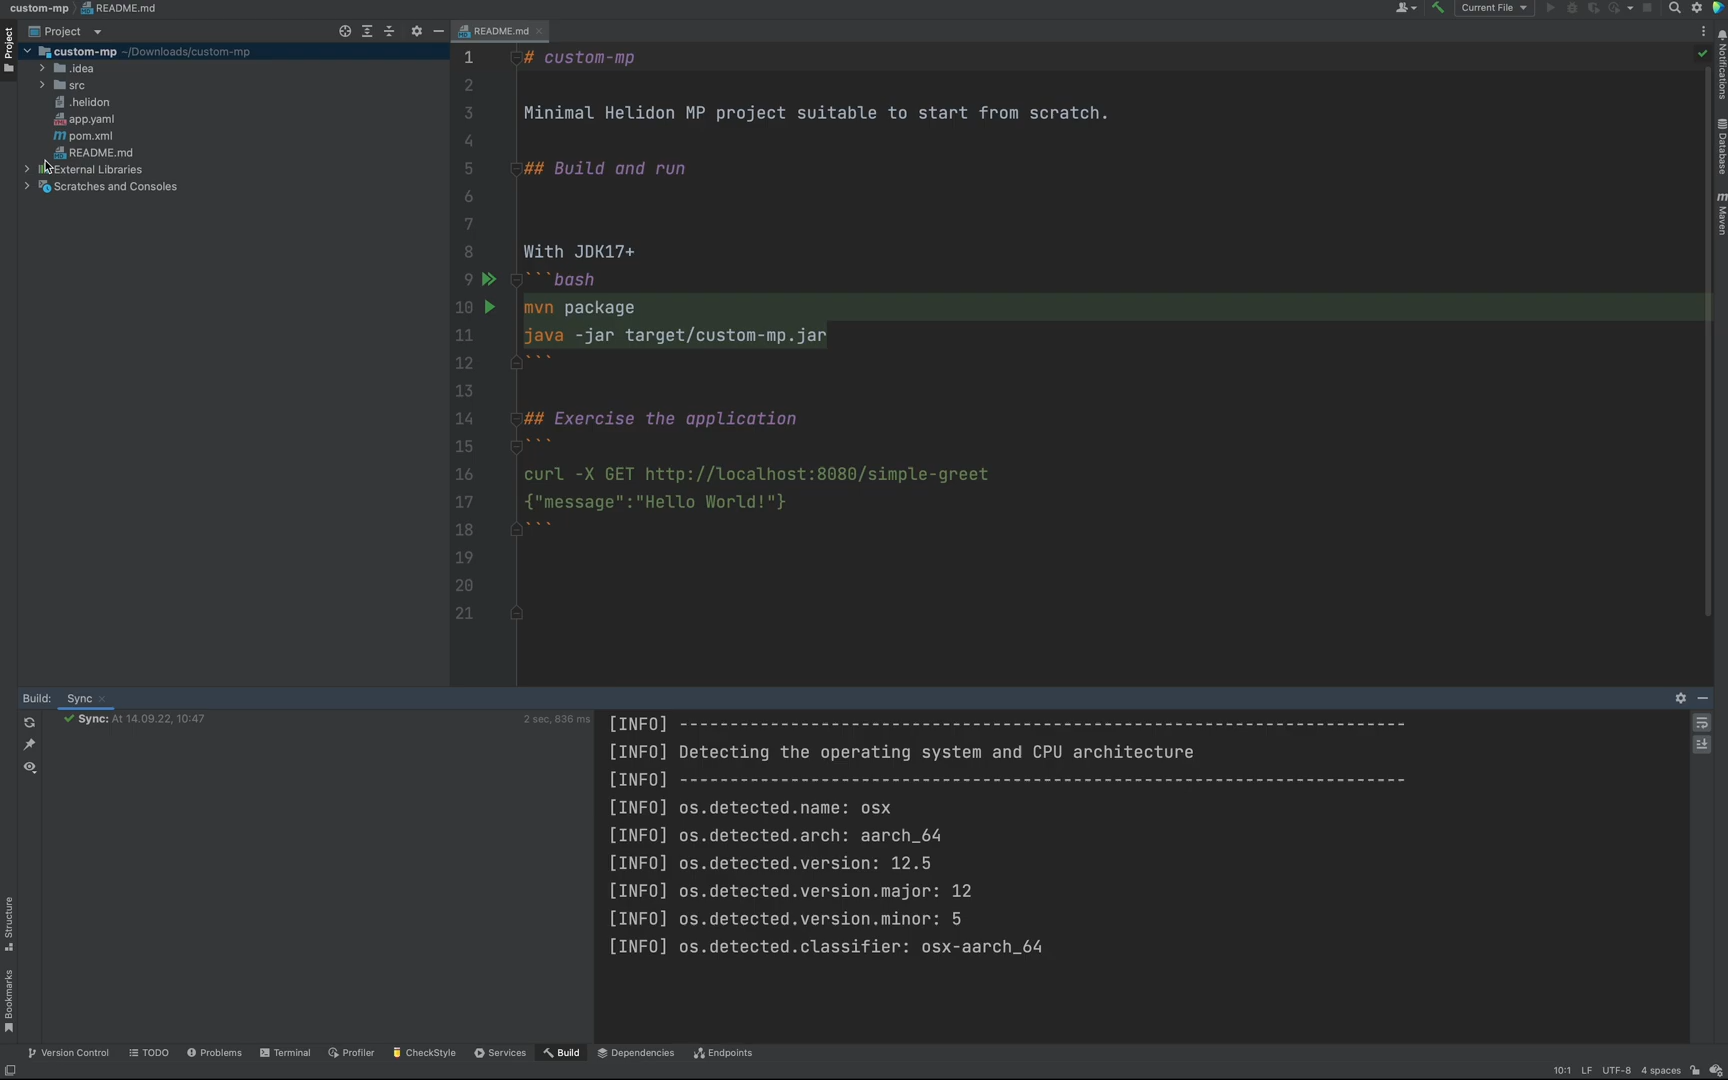 custom-mp README.md
Current File
Project
custom-mp ~/Downloads/custom-mp
.idea
src
.helidon
app.yaml
pom.xml
README.md
External Libraries
Scratches and Consoles
Project
Structure
Bookmarks
README.md
1 # custom-mp
2
3 Minimal Helidon MP project suitable to start from scratch.
4
5 ## Build and run
6
7
8 With JDK17+
9 ```bash
10 mvn package
11 java -jar target/custom-mp.jar
12 ```
13
14 ## Exercise the application
15 ```
16 curl -X GET http://localhost:8080/simple-greet
17 {"message":"Hello World!"}
18 ```
19
20
21
Notifications
Database
Maven
Build: Sync
Sync: At 14.09.22, 10:47 2 sec, 836 ms
[INFO] ------------------------------------------------------------------------
[INFO] Detecting the operating system and CPU architecture
[INFO] ------------------------------------------------------------------------
[INFO] os.detected.name: osx
[INFO] os.detected.arch: aarch_64
[INFO] os.detected.version: 12.5
[INFO] os.detected.version.major: 12
[INFO] os.detected.version.minor: 5
[INFO] os.detected.classifier: osx-aarch_64
Version Control TODO Problems Terminal Profiler CheckStyle Services Build Dependencies Endpoints
10:1 LF UTF-8 4 spaces